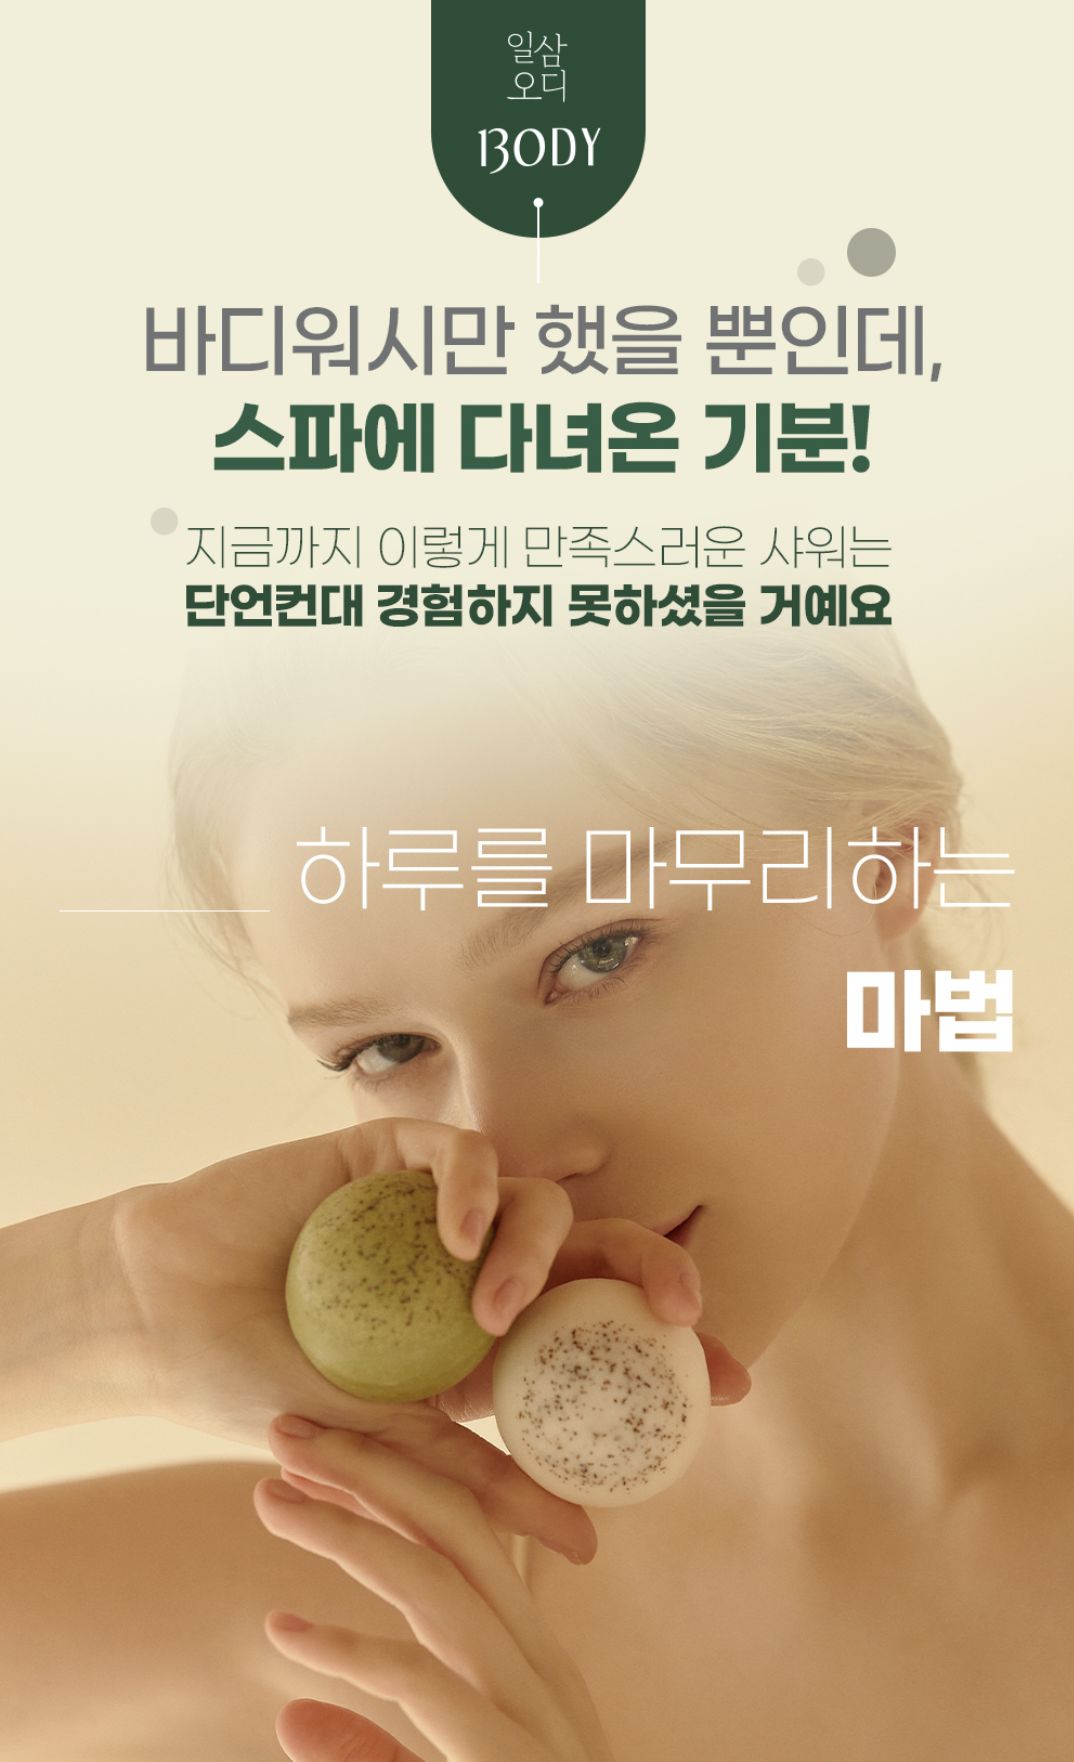 일삼
오디
13ODY
바디워시만 했을 뿐인데,
스파에 다녀온 기분!
지금까지 이렇게 만족스러운 샤워는
단언컨대 경험하지 못하셨을 거예요
하루를 마무리하는
마법